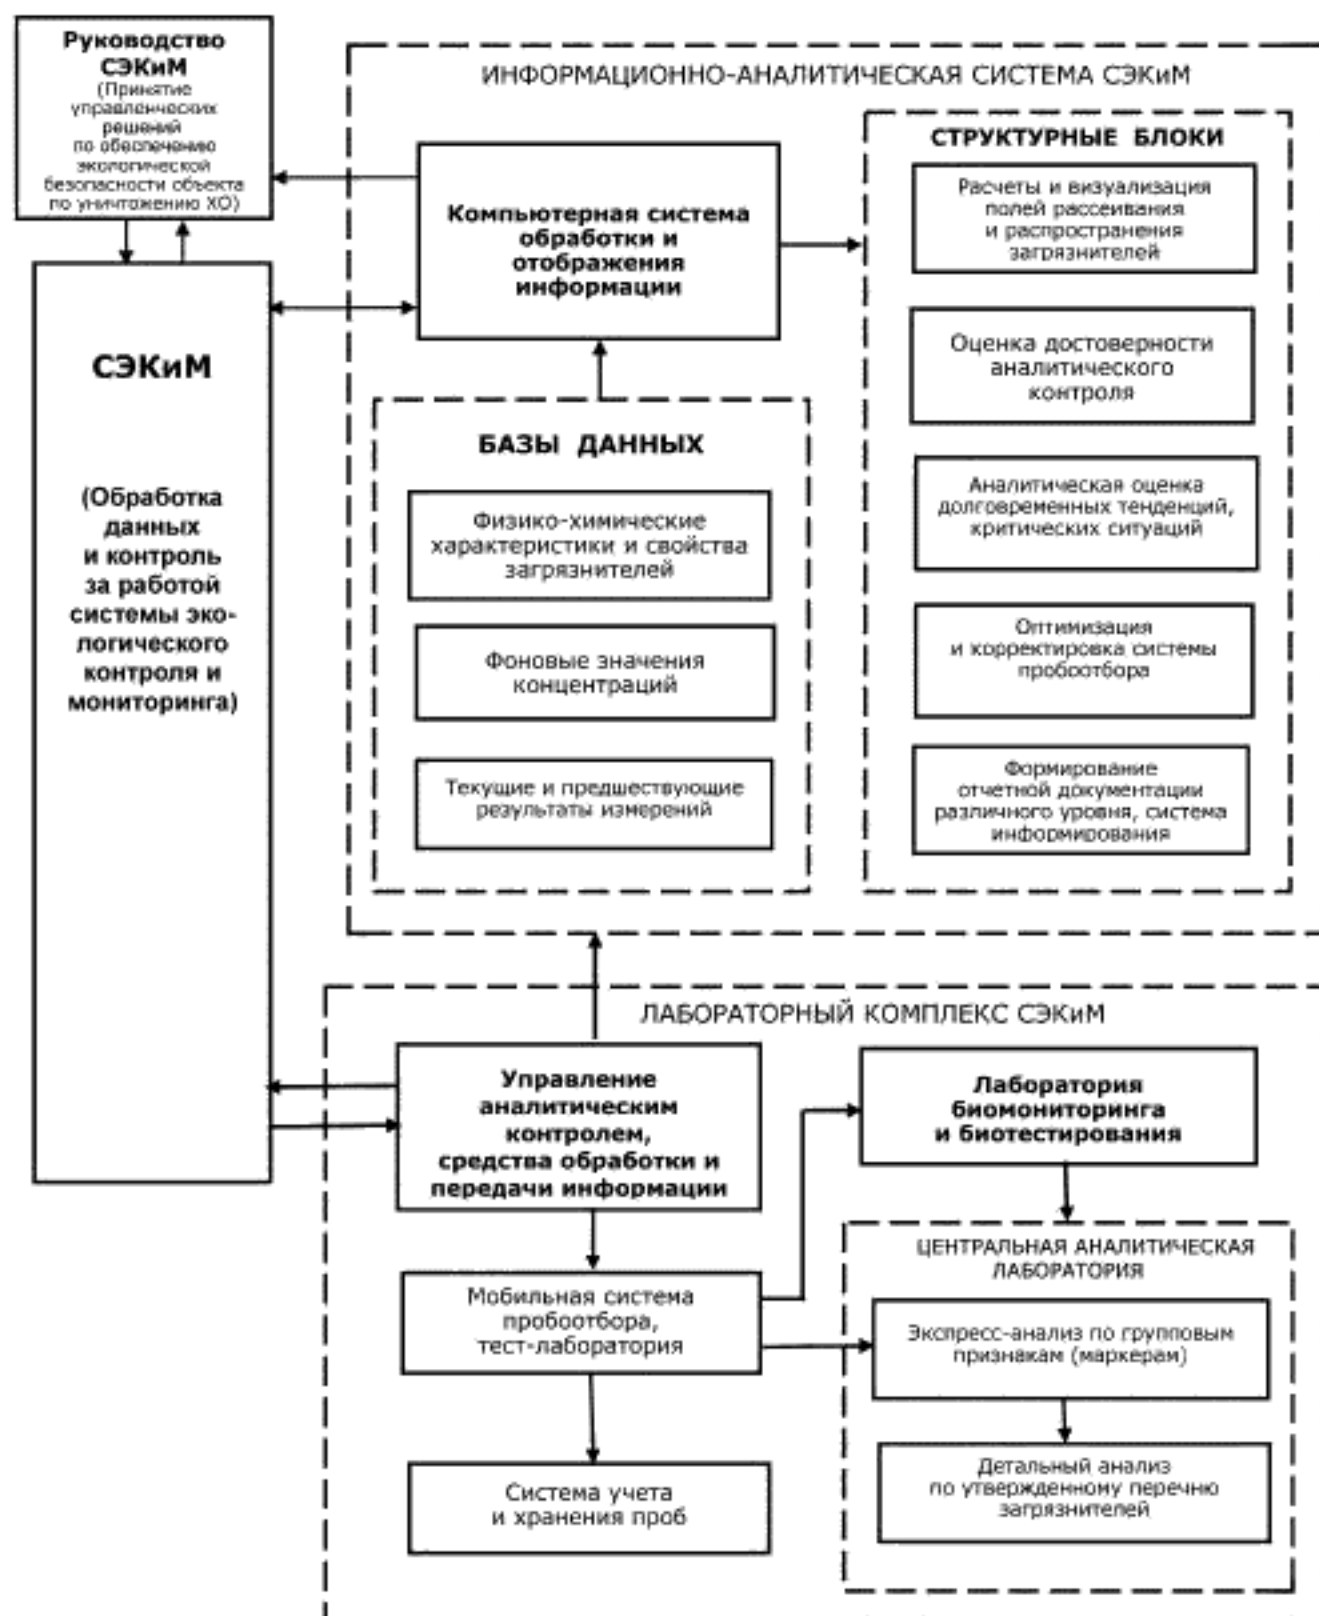 Руководство
СЭКиМ
(Принятие
управленческих
решений
по обеспечению
экологической
безопасности объекта
по уничтожению ХО)
СЭКиМ
(Обработка
данных
и контроль
за работой
системы эко-
логического
контроля и
мониторинга)
ИНФОРМАЦИОННО-АНАЛИТИЧЕСКАЯ СИСТЕМА СЭКиМ
Компьютерная система
обработки и
отображения
информации
БАЗЫ ДАННЫХ
Физико-химические
характеристики и свойства
загрязнителей
Фоновые значения
концентраций
Текущие и предшествующие
результаты измерений
СТРУКТУРНЫЕ БЛОКИ
Расчеты и визуализация
полей рассеивания
и распространения
загрязнителей
Оценка достоверности
аналитического
контроля
Аналитическая оценка
долговременных тенденций,
критических ситуаций
Оптимизация
и корректировка системы
пробоотбора
Формирование
отчетной документации
различного уровня, система
информирования
ЛАБОРАТОРНЫЙ КОМПЛЕКС СЭКиМ
Управление
аналитическим
контролем,
средства обработки и
передачи информации
Мобильная система
пробоотбора,
тест-лаборатория
Система учета
и хранения проб
Лаборатория
биомониторинга
и биотестирования
ЦЕНТРАЛЬНАЯ АНАЛИТИЧЕСКАЯ
ЛАБОРАТОРИЯ
Экспресс-анализ по групповым
признакам (маркерам)
Детальный анализ
по утвержденному перечню
загрязнителей